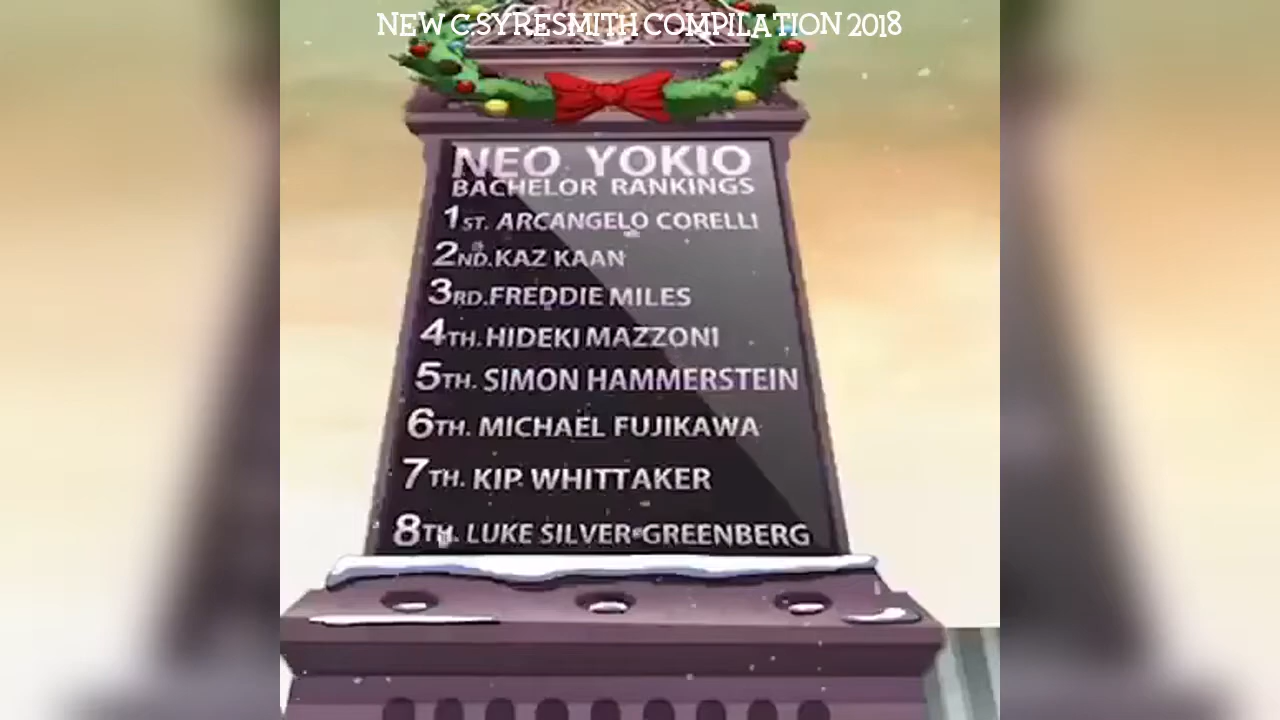 NEW C.SYRESMITH COMPILATION 2018
NEO YOKIO
BACHELOR RANKINGS
1ST. ARCANGELO CORELLI
2ND. KAZ KAAN
3RD. FREDDIE MILES
4TH. HIDEKI MAZZONI
5TH. SIMON HAMMERSTEIN
6TH. MICHAEL FUJIKAWA
7TH. KIP WHITTAKER
8TH. LUKE SILVER-GREENBERG